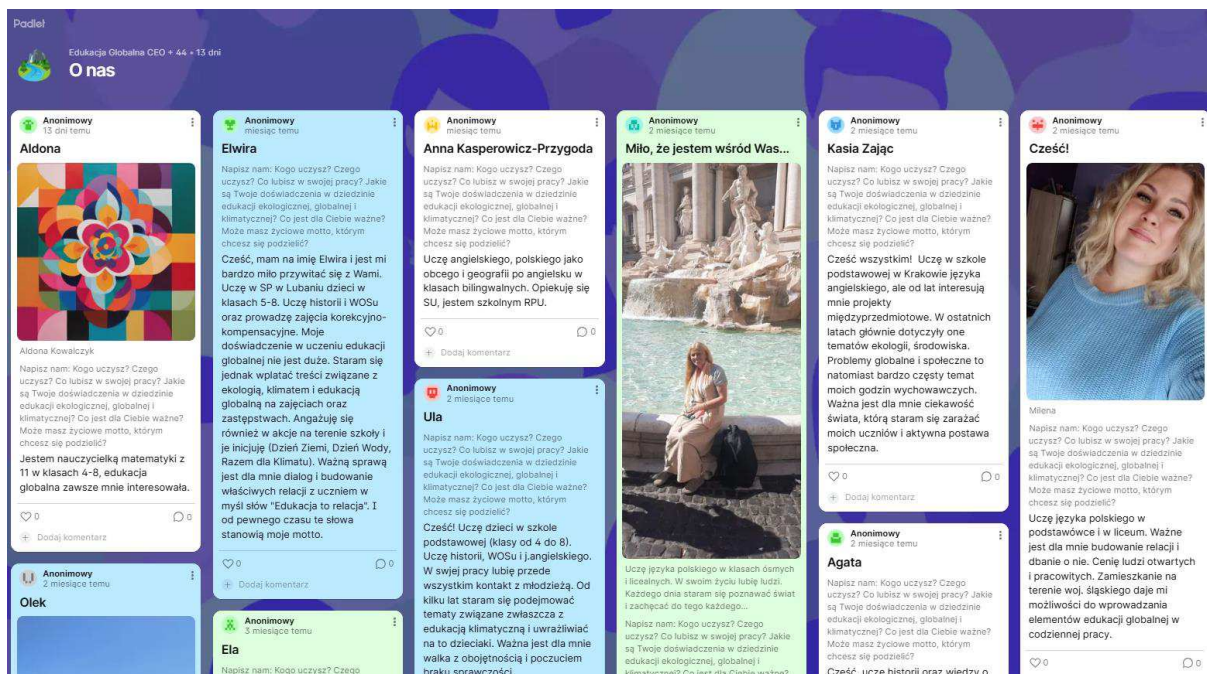 Padlet
Edukacja Globalna CEO + 44 • 13 dni
O nas
Anonimowy
13 dni temu
Aldona
Aldona Kowalczyk
Napisz nam: Kogo uczysz? Czego
uczysz? Co lubisz w swojej pracy? Jakie
są Twoje doświadczenia w dziedzinie
edukacji ekologicznej, globalnej i
klimatycznej? Co jest dla Ciebie ważne?
Może masz życiowe motto, którym
chcesz się podzielić?
Jestem nauczycielką matematyki z
11 w klasach 4-8, edukacja
globalna zawsze mnie interesowała.
0
0
Dodaj komentarz
Anonimowy
2 miesiące temu
Olek
Anonimowy
miesiąc temu
Elwira
Napisz nam: Kogo uczysz? Czego
uczysz? Co lubisz w swojej pracy? Jakie
są Twoje doświadczenia w dziedzinie
edukacji ekologicznej, globalnej i
klimatycznej? Co jest dla Ciebie ważne?
Może masz życiowe motto, którym
chcesz się podzielić?
Cześć, mam na imię Elwira i jest mi
bardzo miło przywitać się z Wami.
Uczę w SP w Lubaniu dzieci w
klasach 5-8. Uczę historii i WOSu
oraz prowadzę zajęcia korekcyjno-
kompensacyjne. Moje
doświadczenie w uczeniu edukacji
globalnej nie jest duże. Staram się
jednak wplatać treści związane z
ekologią, klimatem i edukacją
globalną na zajęciach oraz
zastępstwach. Angażuję się
również w akcje na terenie szkoły i
je inicjuję (Dzień Ziemi, Dzień Wody,
Razem dla Klimatu). Ważną sprawą
jest dla mnie dialog i budowanie
właściwych relacji z uczniem w
myśl słów "Edukacja to relacja". I
od pewnego czasu te słowa
stanowią moje motto.
0
0
Dodaj komentarz
Anonimowy
3 miesiące temu
Ela
Napisz nam: Kogo uczysz? Czego
Anonimowy
miesiąc temu
Anna Kasperowicz-Przygoda
Napisz nam: Kogo uczysz? Czego
uczysz? Co lubisz w swojej pracy? Jakie
są Twoje doświadczenia w dziedzinie
edukacji ekologicznej, globalnej i
klimatycznej? Co jest dla Ciebie ważne?
Może masz życiowe motto, którym
chcesz się podzielić?
Uczę angielskiego, polskiego jako
obcego i geografii po angielsku w
klasach bilingwalnych. Opiekuję się
SU, jestem szkolnym RPU.
0
0
Dodaj komentarz
Anonimowy
2 miesiące temu
Ula
Napisz nam: Kogo uczysz? Czego
uczysz? Co lubisz w swojej pracy? Jakie
są Twoje doświadczenia w dziedzinie
edukacji ekologicznej, globalnej i
klimatycznej? Co jest dla Ciebie ważne?
Może masz życiowe motto, którym
chcesz się podzielić?
Cześć! Uczę dzieci w szkole
podstawowej (klasy od 4 do 8).
Uczę historii, WOSu i j.angielskiego.
W swjej pracy lubię przede
wszystkim kontakt z młodzieżą. Od
kilku lat staram się podejmować
tematy związane zwłaszcza z
edukacją klimatyczną i uwrażliwiać
na to dzieciaki. Ważna jest dla mnie
walka z obojętnością i poczuciem
braku sprawczości.
Anonimowy
2 miesiące temu
Miło, że jestem wśród Was...
Uczę języka polskiego w klasach ósmych
i licealnych. W swoim życiu lubię ludzi.
Każdego dnia staram się poznawać świat
i zachęcać do tego każdego...
Napisz nam: Kogo uczysz? Czego
uczysz? Co lubisz w swojej pracy? Jakie
są Twoje doświadczenia w dziedzinie
edukacji ekologicznej, globalnej i
klimatycznej? Co jest dla Ciebie ważne?
Anonimowy
2 miesiące temu
Kasia Zając
Napisz nam: Kogo uczysz? Czego
uczysz? Co lubisz w swojej pracy? Jakie
są Twoje doświadczenia w dziedzinie
edukacji ekologicznej, globalnej i
klimatycznej? Co jest dla Ciebie ważne?
Może masz życiowe motto, którym
chcesz się podzielić?
Cześć wszystkim! Uczę w szkole
podstawowej w Krakowie języka
angielskiego, ale od lat interesują
mnie projekty
międzyprzedmiotowe. W ostatnich
latach głównie dotyczyły one
tematów ekologii, środowiska.
Problemy globalne i społeczne to
natomiast bardzo częsty temat
moich godzin wychowawczych.
Ważna jest dla mnie ciekawość
świata, którą staram się zarażać
moich uczniów i aktywna postawa
społeczna.
0
0
Dodaj komentarz
Anonimowy
2 miesiące temu
Agata
Napisz nam: Kogo uczysz? Czego
uczysz? Co lubisz w swojej pracy? Jakie
są Twoje doświadczenia w dziedzinie
edukacji ekologicznej, globalnej i
klimatycznej? Co jest dla Ciebie ważne?
Może masz życiowe motto, którym
chcesz się podzielić?
Cześć, uczę historii oraz wiedzy o
Anonimowy
2 miesiące temu
Cześć!
Milena
Napisz nam: Kogo uczysz? Czego
uczysz? Co lubisz w swojej pracy? Jakie
są Twoje doświadczenia w dziedzinie
edukacji ekologicznej, globalnej i
klimatycznej? Co jest dla Ciebie ważne?
Może masz życiowe motto, którym
chcesz się podzielić?
Uczę języka polskiego w
podstawówce i w liceum. Ważne
jest dla mnie budowanie relacji i
dbanie o nie. Cenię ludzi otwartych
i pracowitych. Zamieszkanie na
terenie woj. śląskiego daje mi
możliwości do wprowadzania
elementów edukacji globalnej w
codziennej pracy.
0
0